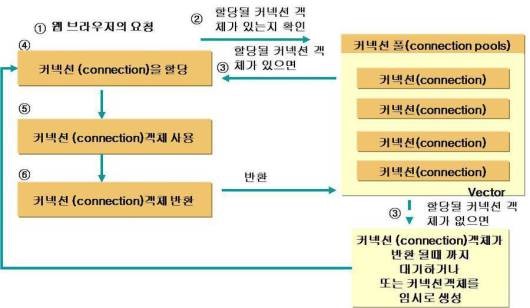 ① 웹 브라우저의 요청
② 할당될 커넥션 객
체가 있는지 확인
④
커넥션 (connection)을 할당
할당될 커넥션 객
③ 체가 있으면
⑤
커넥션 (connection)객체 사용
⑥
커넥션 (connection)객체 반환
반환
커넥션 풀(connection pools)
커넥션(connection)
커넥션(connection)
커넥션(connection)
커넥션(connection)
Vector
③ 할당될 커넥션 객
체가 없으면
커넥션 (connection)객체가
반환 될때 까지
대기하거나
또는 커넥션객체를
임시로 생성